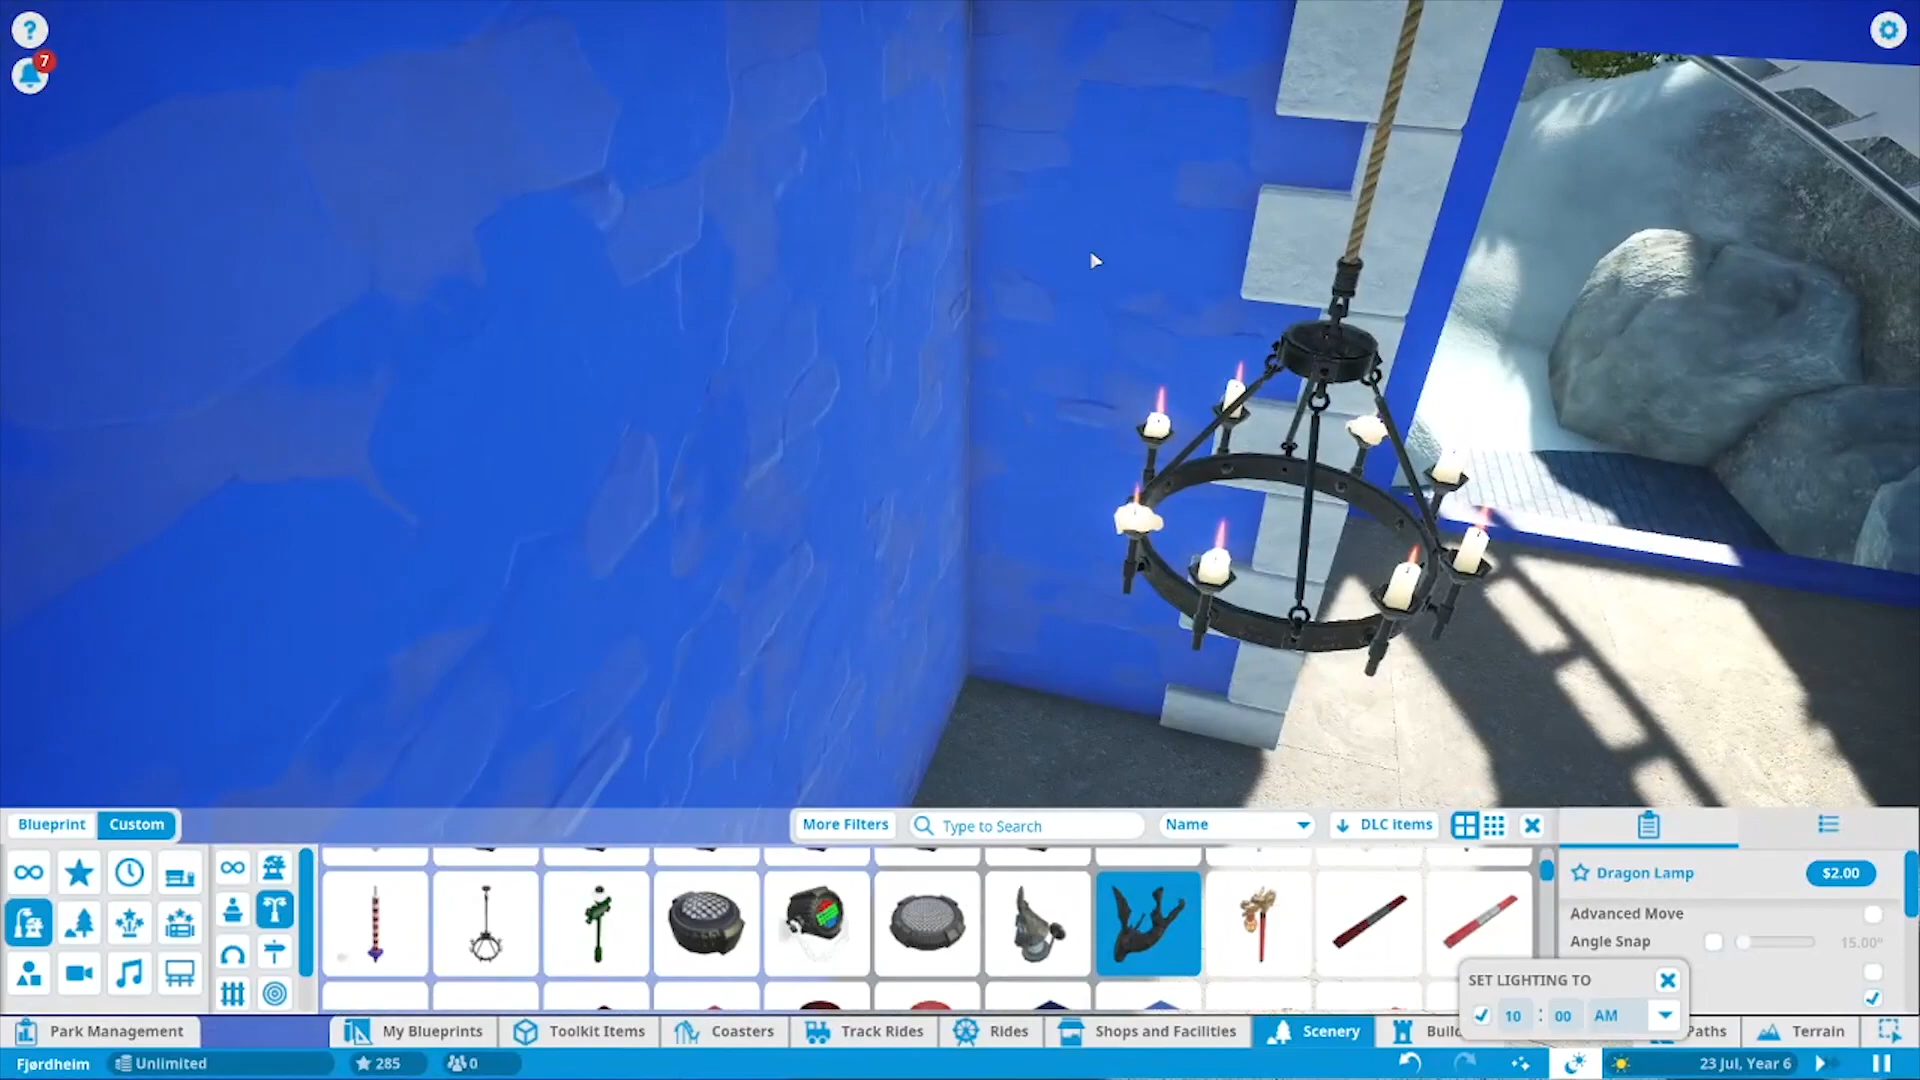 ?
7
Blueprint
Custom
More Filters
Type to Search
Name
DLC items
Dragon Lamp
$2.00
Advanced Move
Angle Snap
15.00°
SET LIGHTING TO
10 : 00 AM
Park Management
My Blueprints
Toolkit Items
Coasters
Track Rides
Rides
Shops and Facilities
Scenery
Buil
Paths
Terrain
Fjørdheim
Unlimited
285
0
23 Jul, Year 6